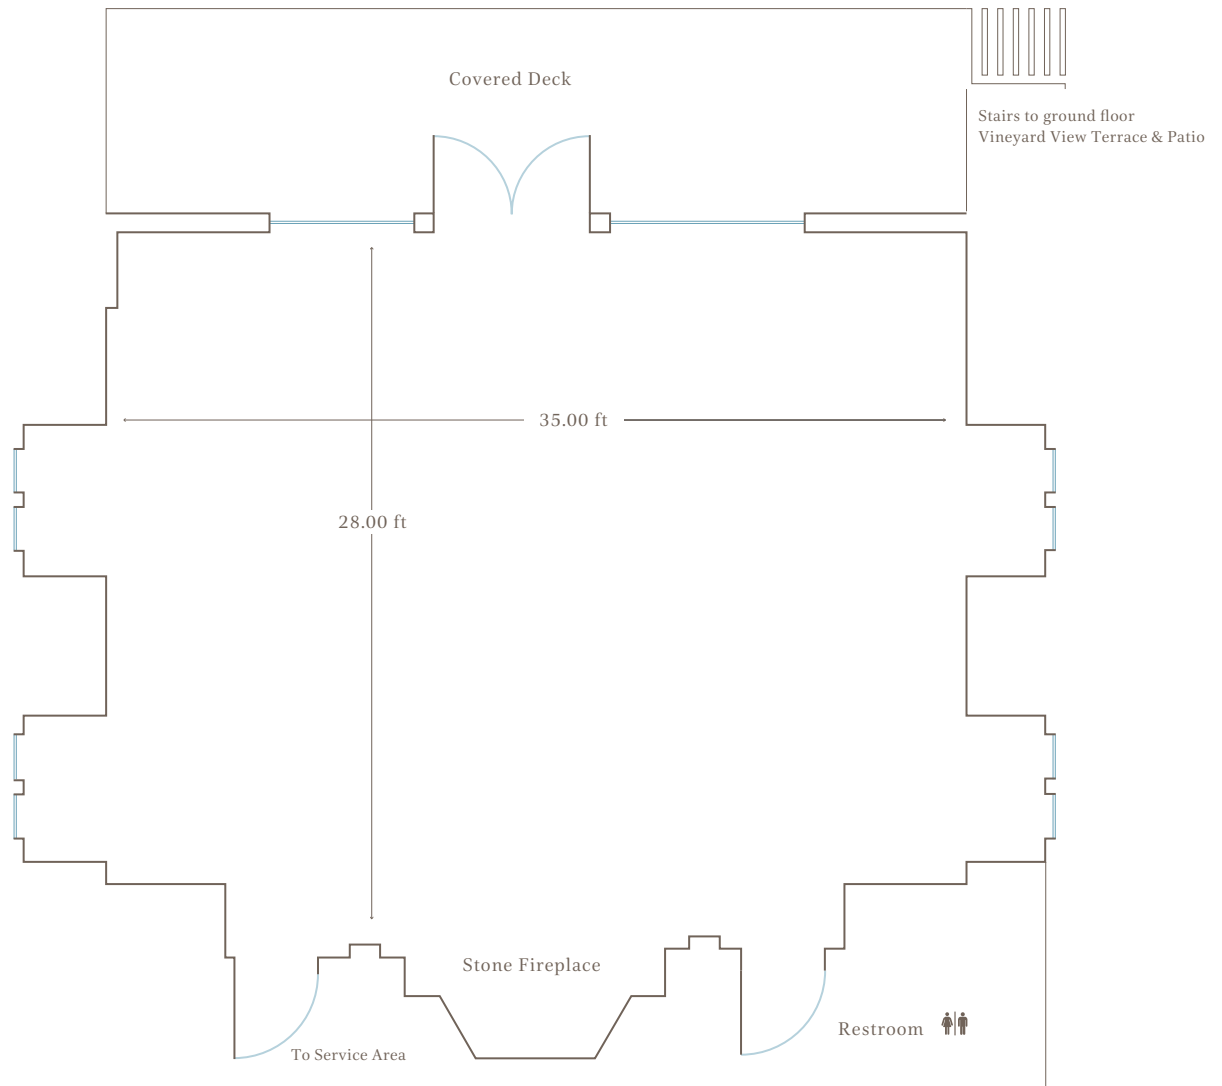 Covered Deck
Stairs to ground floor
Vineyard View Terrace & Patio
35.00 ft
28.00 ft
Stone Fireplace
Restroom
To Service Area